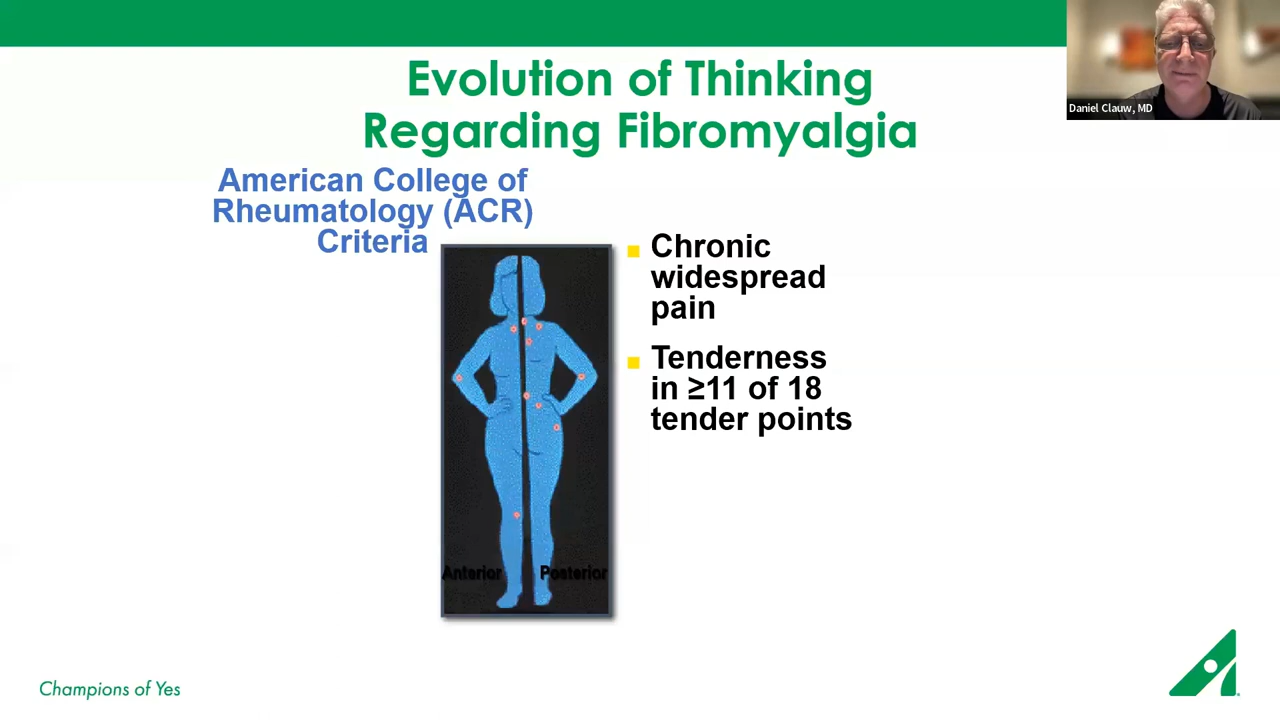 Evolution of Thinking
Regarding Fibromyalgia
Daniel Clauw, MD
American College of
Rheumatology (ACR)
Criteria
Chronic
widespread
pain
Tenderness
in ≥11 of 18
tender points
Anterior
Posterior
Champions of Yes